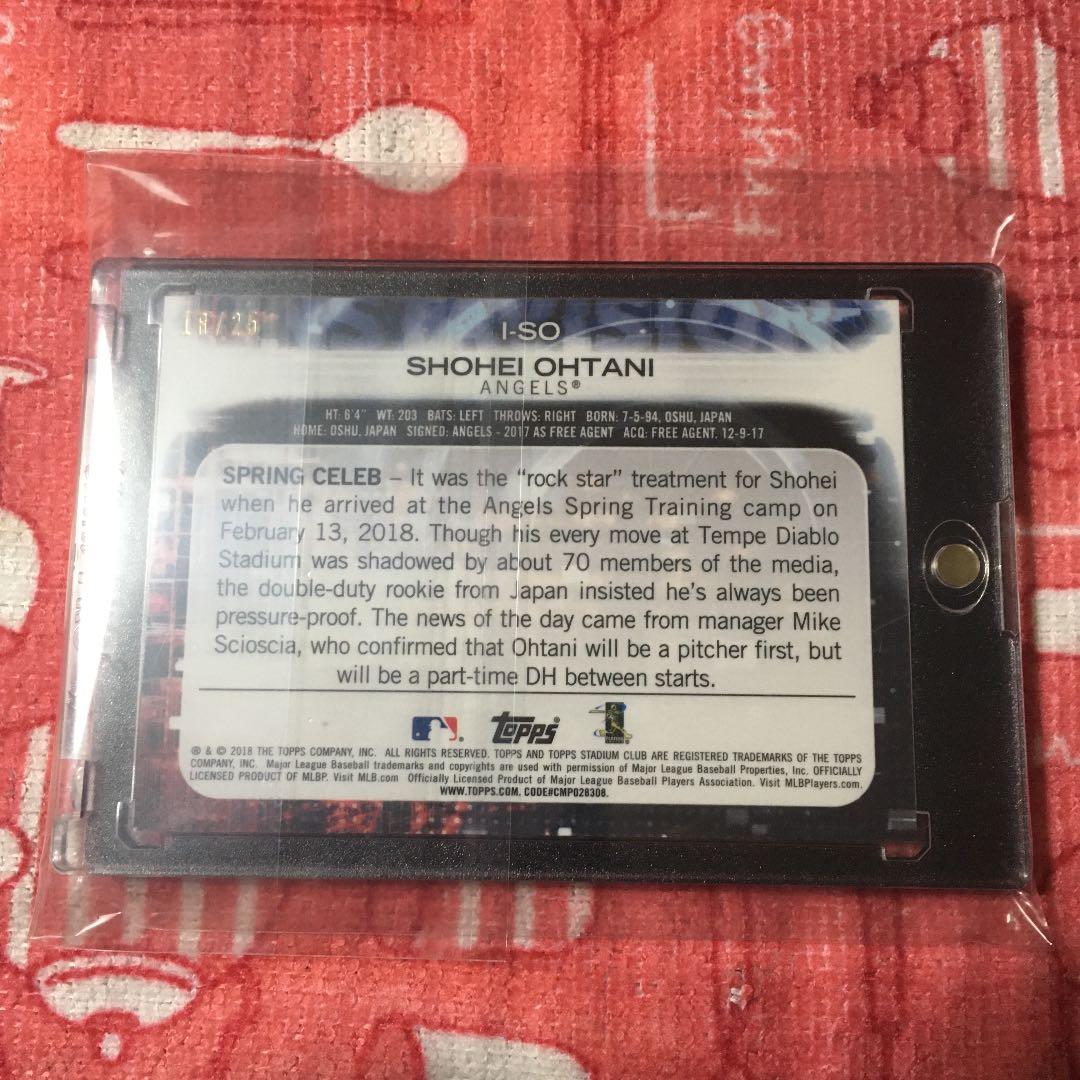 18/25
I-SO
SHOHEI OHTANI
ANGELS®
HT: 6'4" WT: 203 BATS: LEFT THROWS: RIGHT BORN: 7-5-94, OSHU, JAPAN
HOME: OSHU, JAPAN SIGNED: ANGELS - 2017 AS FREE AGENT ACQ: FREE AGENT, 12-9-17
SPRING CELEB – It was the "rock star" treatment for Shohei
when he arrived at the Angels Spring Training camp on
February 13, 2018. Though his every move at Tempe Diablo
Stadium was shadowed by about 70 members of the media,
the double-duty rookie from Japan insisted he's always been
pressure-proof. The news of the day came from manager Mike
Scioscia, who confirmed that Ohtani will be a pitcher first, but
will be a part-time DH between starts.
topps
® & © 2018 THE TOPPS COMPANY, INC. ALL RIGHTS RESERVED. TOPPS AND TOPPS STADIUM CLUB ARE REGISTERED TRADEMARKS OF THE TOPPS
COMPANY, INC. Major League Baseball trademarks and copyrights are used with permission of Major League Baseball Properties, Inc. OFFICIALLY
LICENSED PRODUCT OF MLBP. Visit MLB.com Officially Licensed Product of Major League Baseball Players Association. Visit MLBPlayers.com.
WWW.TOPPS.COM. CODE#CMP028308.